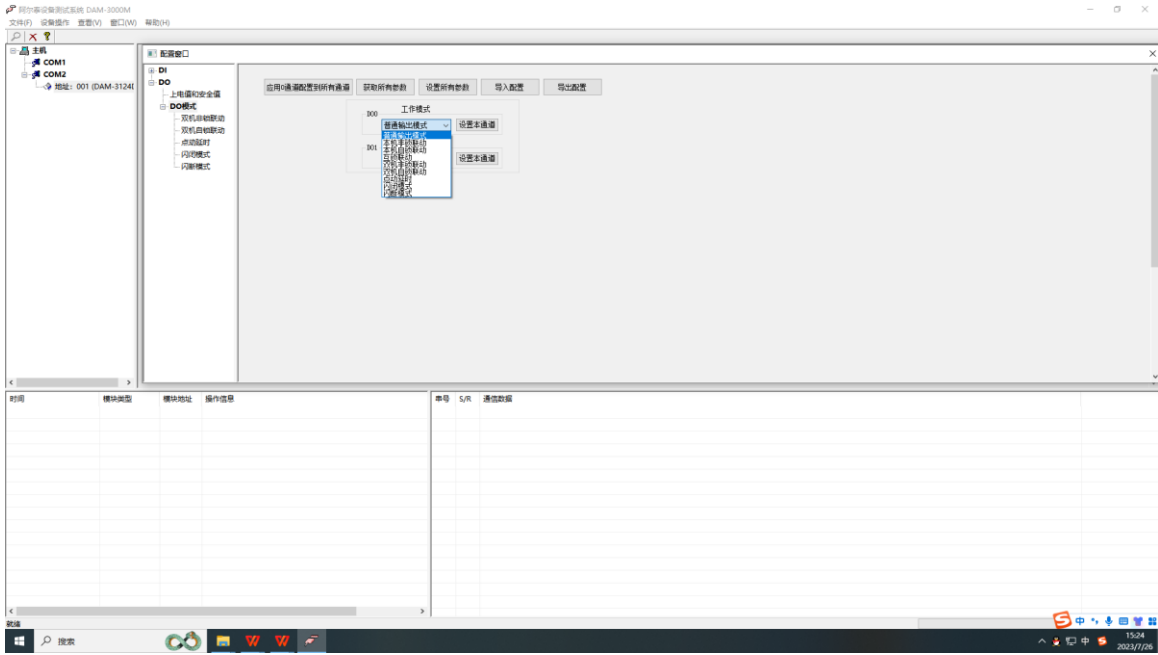 阿尔泰设备测试系统 DAM-3000M
文件(F) 设备操作 查看(V) 窗口(W) 帮助(H)
主机
COM1
COM2
地址：001 (DAM-3124(
配置窗口
DI
DO
上电值和安全值
DO模式
双机非锁联动
双机自锁联动
点动延时
闪闭模式
闪断模式
应用0通道配置到所有通道 获取所有参数 设置所有参数 导入配置 导出配置
工作模式
DO0
普通输出模式 设置本通道
普通输出模式
本机非锁联动
本机自锁联动
DO1
互锁联动
设置本通道
双机非锁联动
双机自锁联动
点动延时
闪闭模式
闪断模式
时间 模块类型 模块地址 操作信息
串号 S/R 通信数据
就绪
中
搜索
中
15:24
2023/7/26